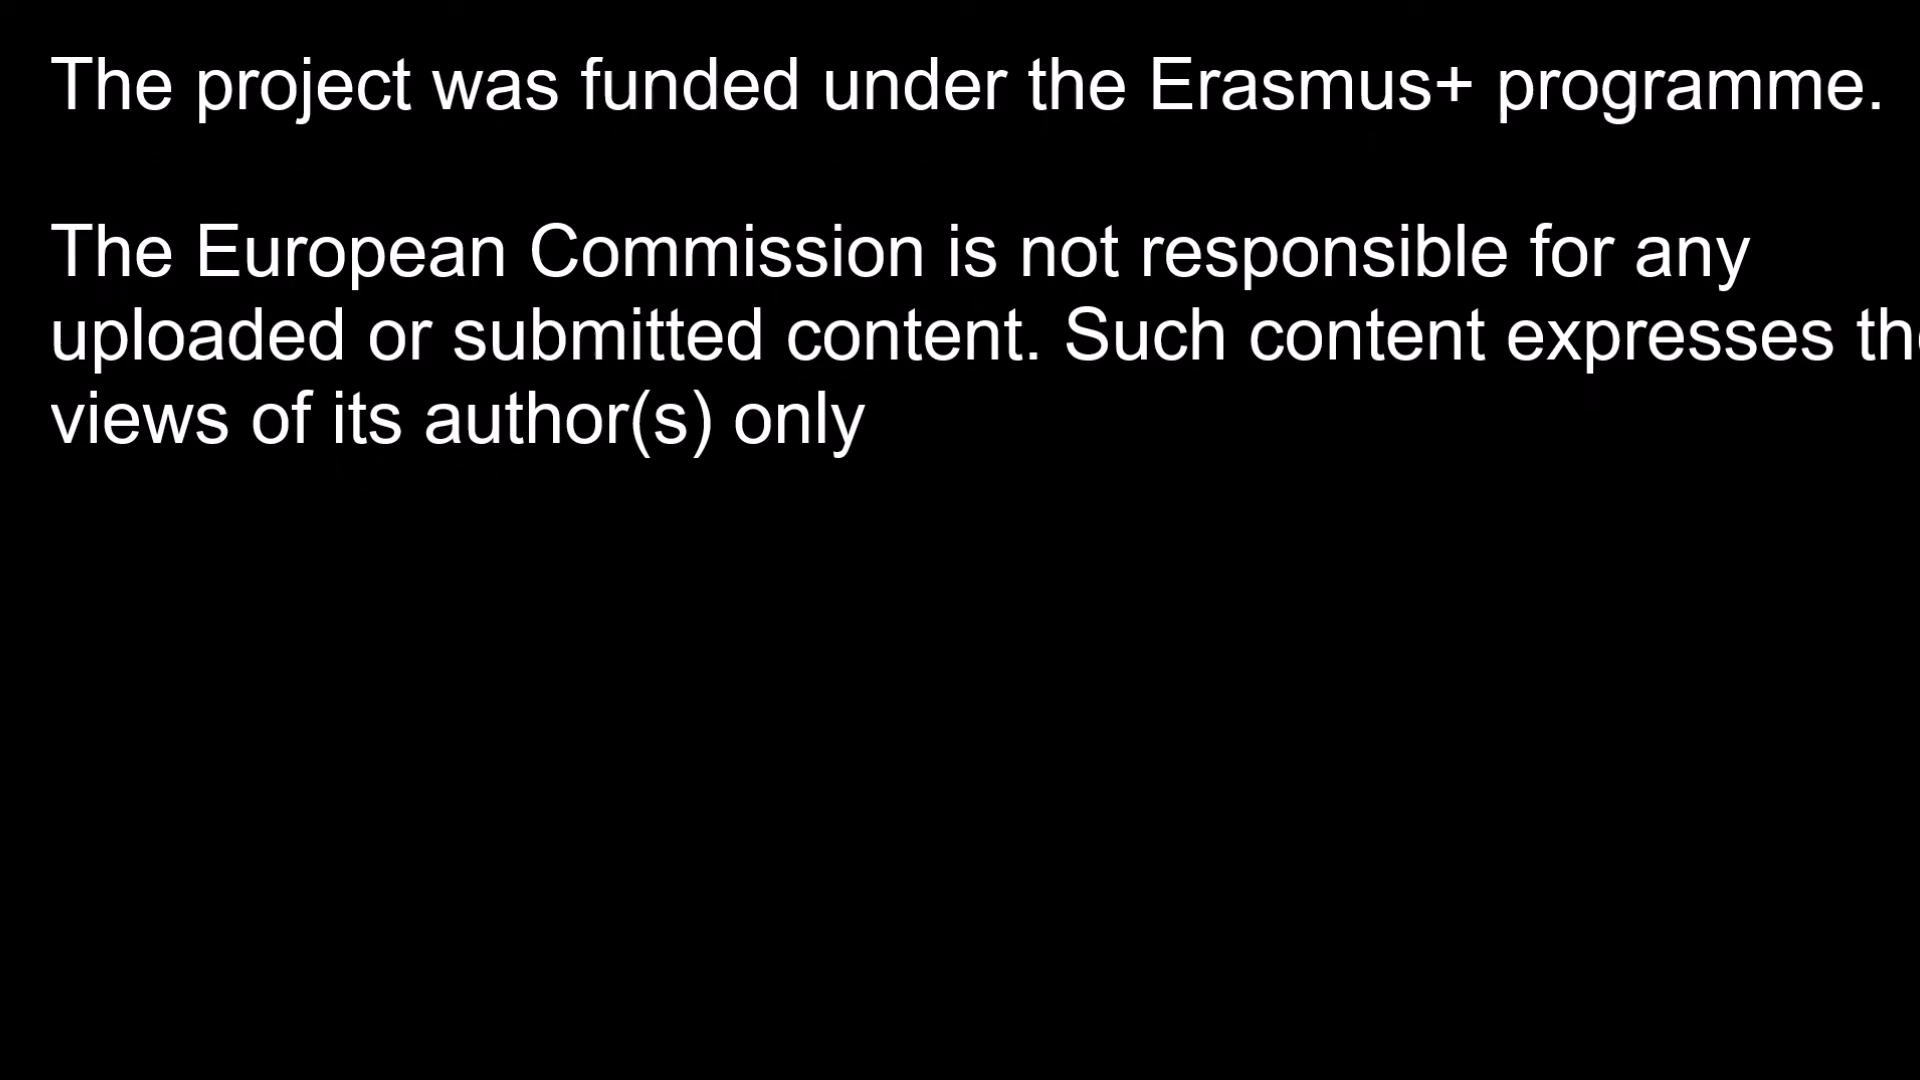 The project was funded under the Erasmus+ programme.
The European Commission is not responsible for any
uploaded or submitted content. Such content expresses the
views of its author(s) only